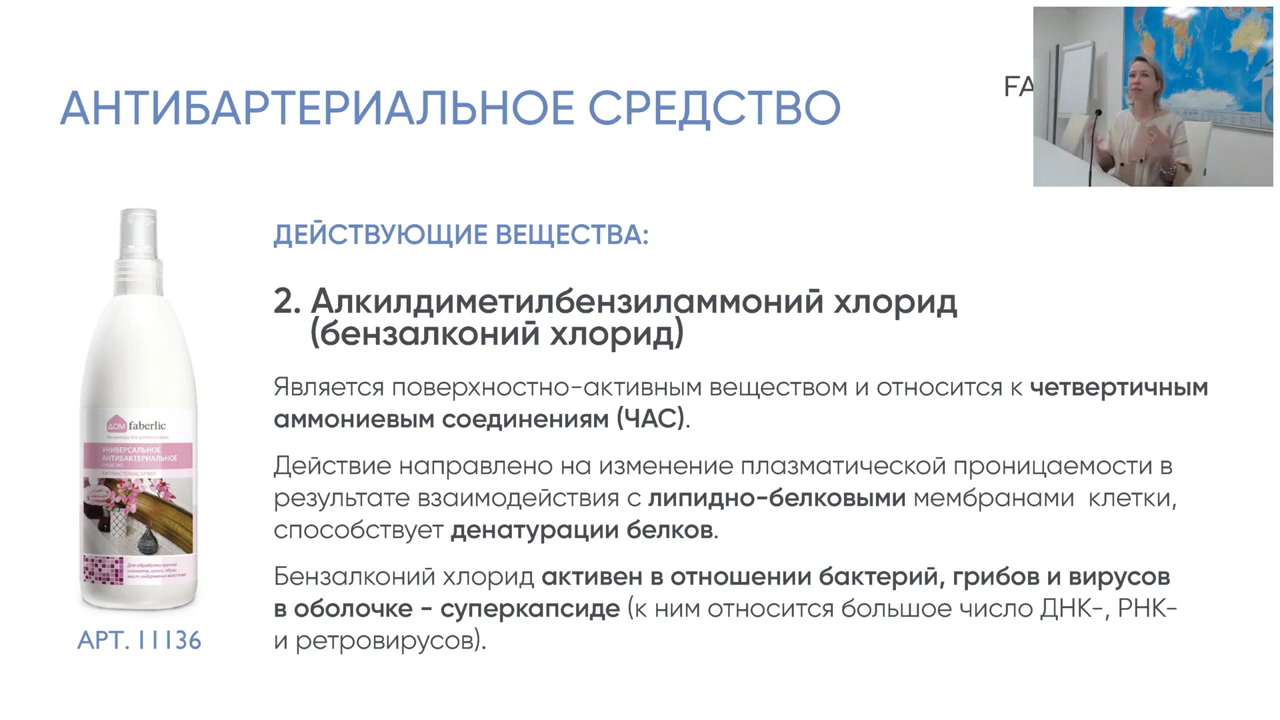 АНТИБАРТЕРИАЛЬНОЕ СРЕДСТВО
FA
ДЕЙСТВУЮЩИЕ ВЕЩЕСТВА:
2. Алкилдиметилбензиламмоний хлорид
(бензалконий хлорид)
Является поверхностно-активным веществом и относится к четвертичным
аммониевым соединениям (ЧАС).
Действие направлено на изменение плазматической проницаемости в
результате взаимодействия с липидно-белковыми мембранами клетки,
способствует денатурации белков.
Бензалконий хлорид активен в отношении бактерий, грибов и вирусов
в оболочке - суперкапсиде (к ним относится большое число ДНК-, РНК-
и ретровирусов).
ДОМ faberlic
УНИВЕРСАЛЬНОЕ
АНТИБАКТЕРИАЛЬНОЕ
СРЕДСТВО
АРТ. 11136